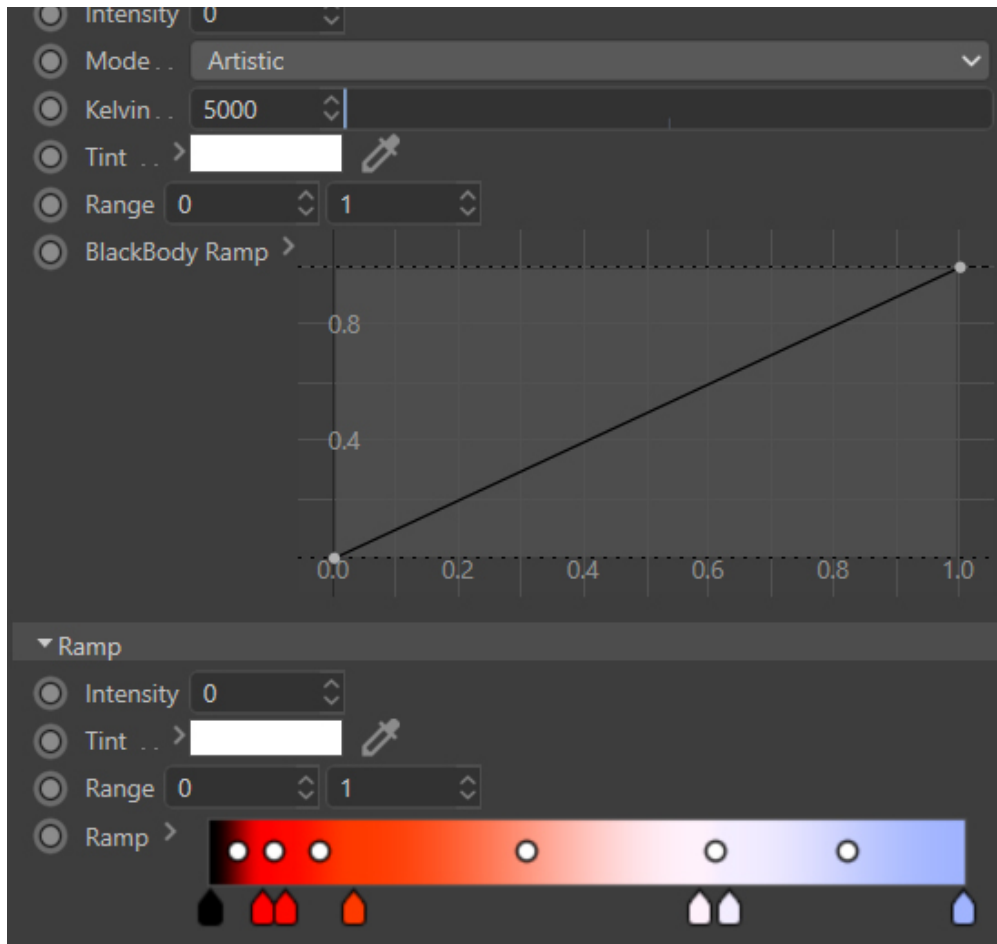 Intensity 0
Mode . . Artistic
Kelvin . . 5000
Tint . .
Range 0 1
BlackBody Ramp
0.8
0.4
0.0 0.2 0.4 0.6 0.8 1.0
Ramp
Intensity 0
Tint . .
Range 0 1
Ramp